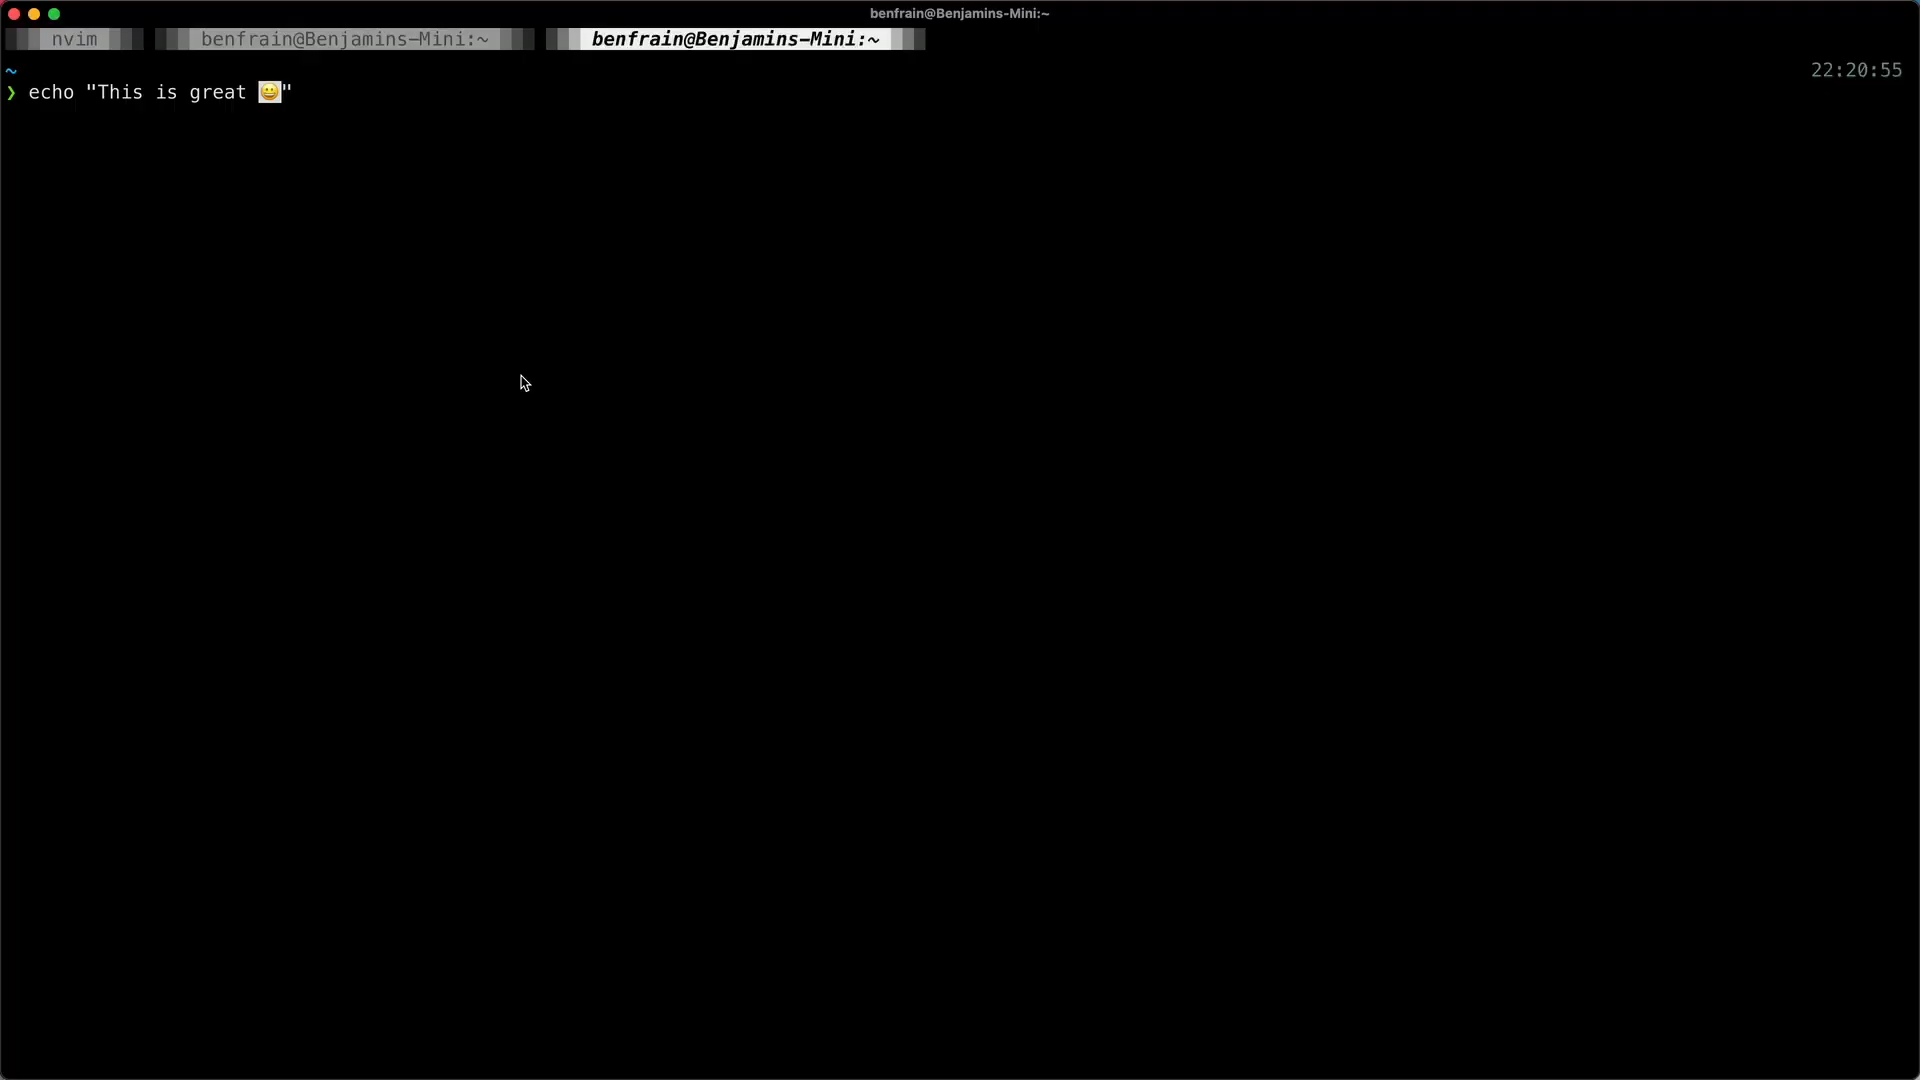 benfrain@Benjamins-Mini:~
nvim benfrain@Benjamins-Mini:~ benfrain@Benjamins-Mini:~
~ 22:20:55
❯ echo "This is great 😀"